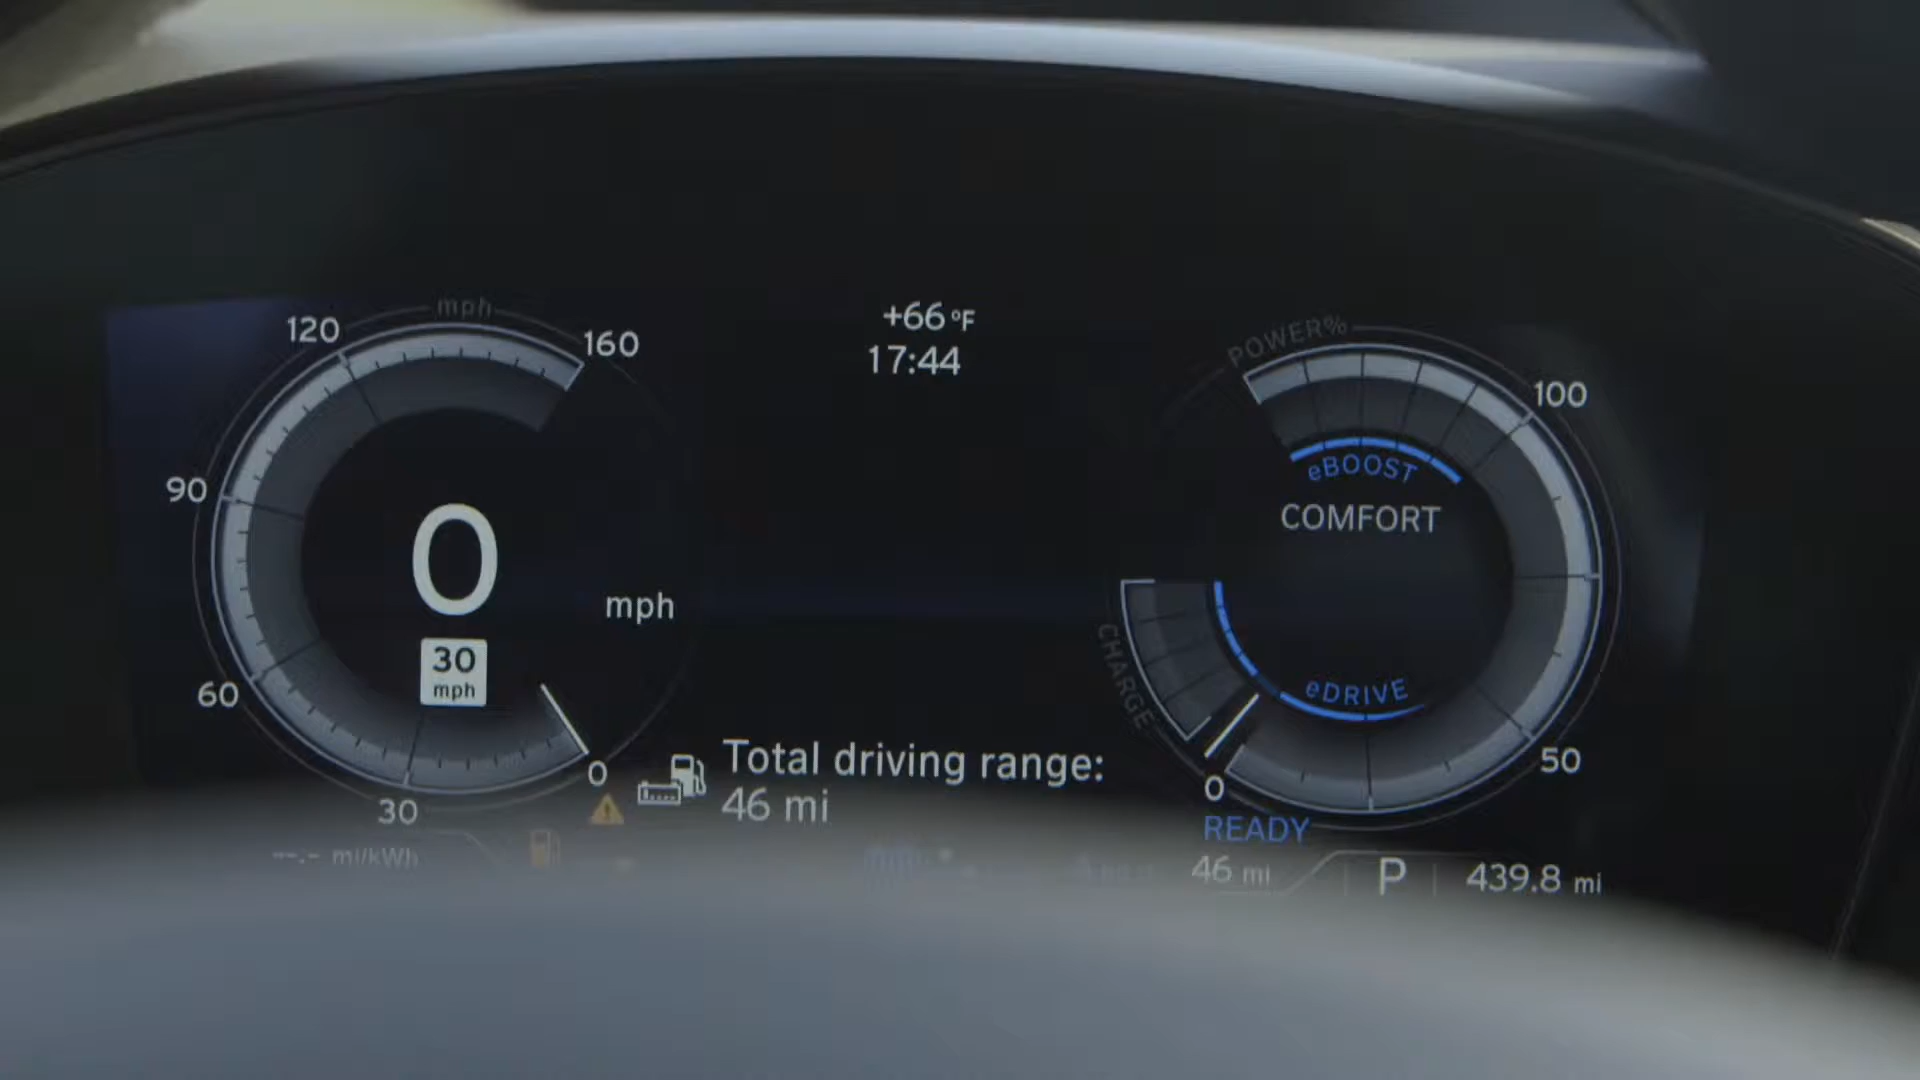 mph
120
160
90
60
30
0
0
mph
30
mph
+66 °F
17:44
Total driving range:
46 mi
--.- mi/kWh
POWER%
100
eBOOST
COMFORT
CHARGE
eDRIVE
50
0
READY
46 mi
P
439.8 mi